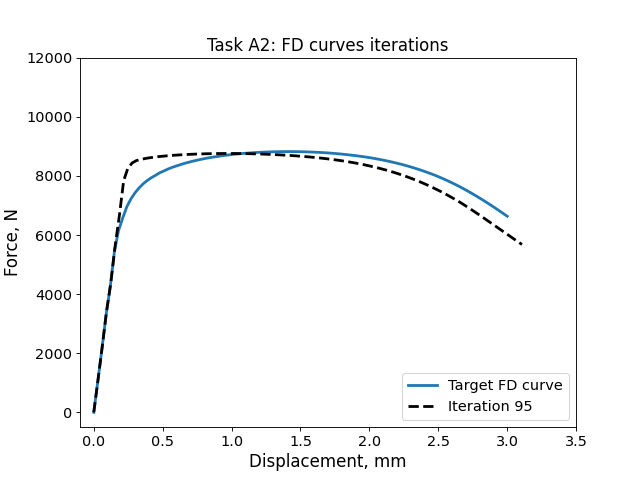 Task A2: FD curves iterations
12000
10000
8000
6000
4000
2000
0
Force, N
0.0 0.5 1.0 1.5 2.0 2.5 3.0 3.5
Displacement, mm
Target FD curve
Iteration 95